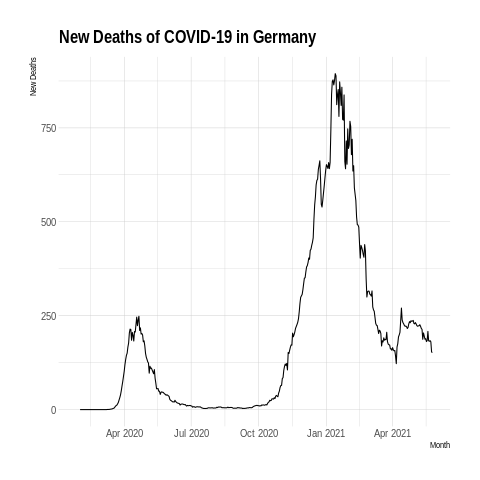 New Deaths of COVID-19 in Germany
New Deaths
750
500
250
0
Apr 2020 Jul 2020 Oct 2020 Jan 2021 Apr 2021
Month